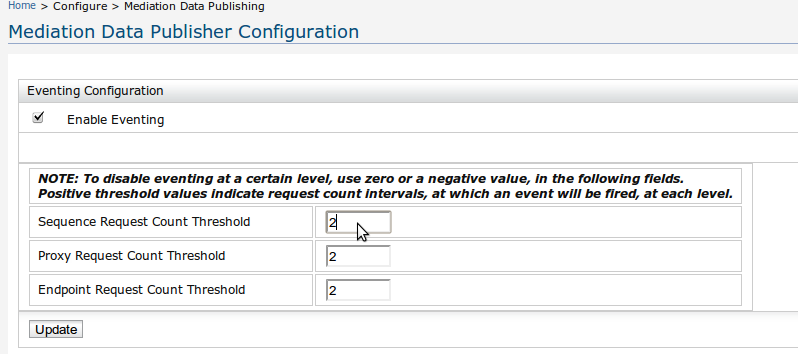 Home > Configure > Mediation Data Publishing
Mediation Data Publisher Configuration
Eventing Configuration
Enable Eventing
NOTE: To disable eventing at a certain level, use zero or a negative value, in the following fields.
Positive threshold values indicate request count intervals, at which an event will be fired, at each level.
Sequence Request Count Threshold 2
Proxy Request Count Threshold 2
Endpoint Request Count Threshold 2
Update